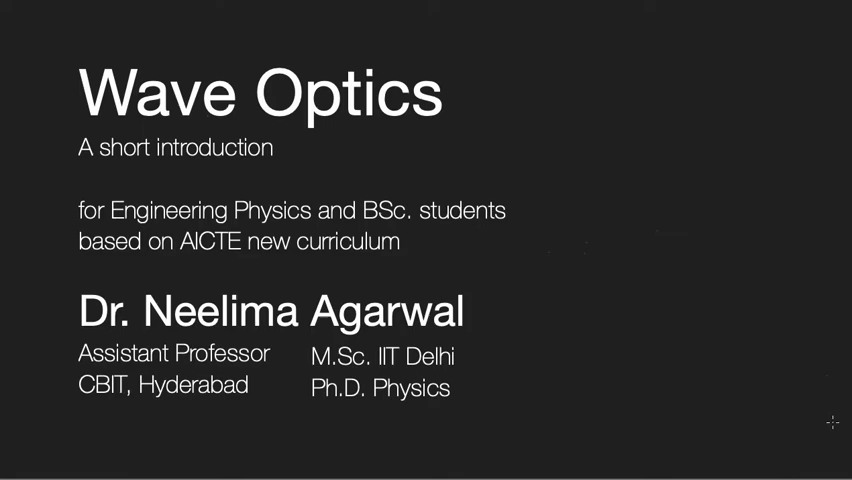 Wave Optics
A short introduction
for Engineering Physics and BSc. students
based on AICTE new curriculum
Dr. Neelima Agarwal
Assistant Professor
CBIT, Hyderabad
M.Sc. IIT Delhi
Ph.D. Physics